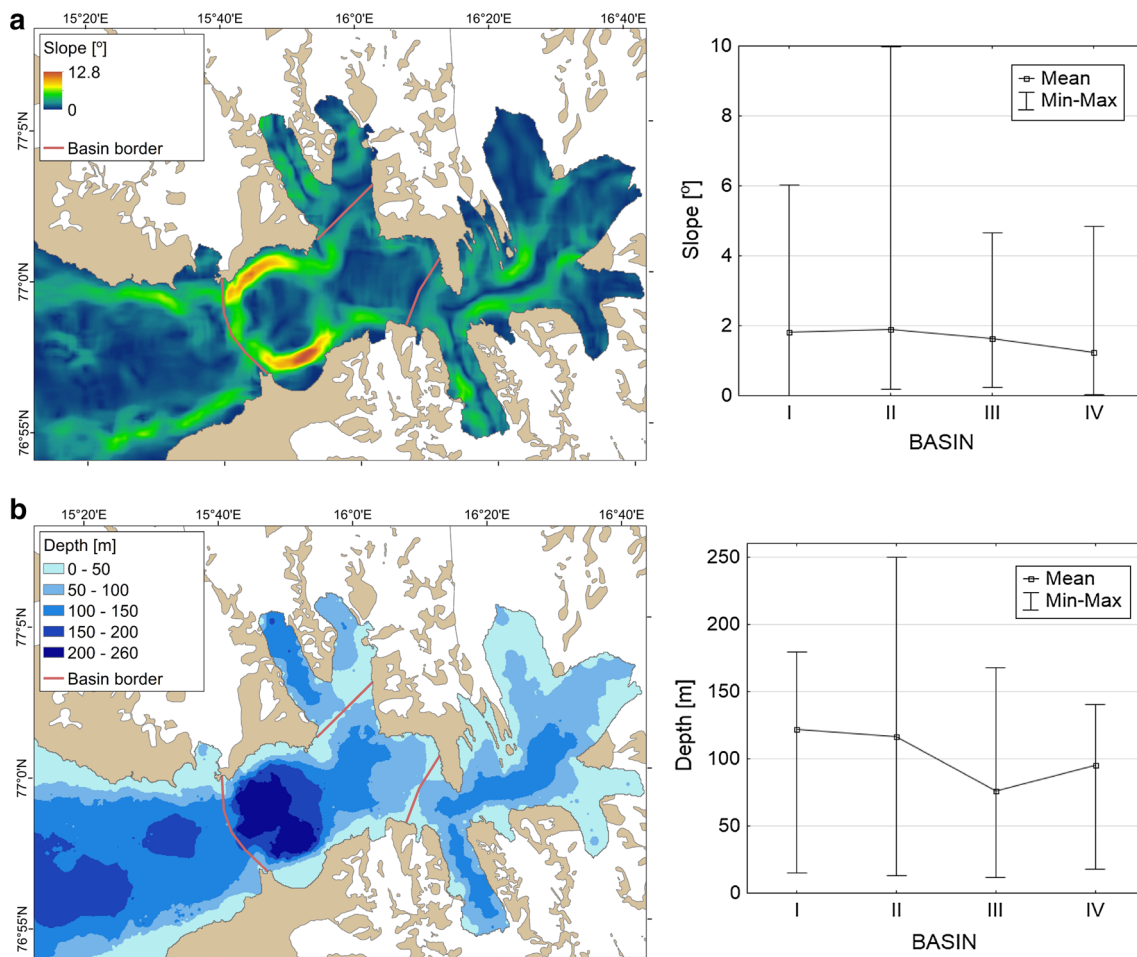 a
15°20'E 15°40'E 16°0'E 16°20'E 16°40'E
Slope [º]
12.8
0
Basin border
77°5'N
77°0'N
76°55'N
10
8
6
4
2
0
Slope [º]
Mean
Min-Max
I II III IV
BASIN
b
15°20'E 15°40'E 16°0'E 16°20'E 16°40'E
Depth [m]
0 - 50
50 - 100
100 - 150
150 - 200
200 - 260
Basin border
77°5'N
77°0'N
76°55'N
250
200
150
100
50
0
Depth [m]
Mean
Min-Max
I II III IV
BASIN